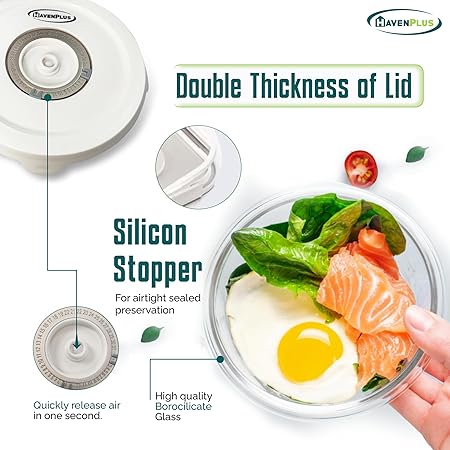 HAVENPLUS
HAVENPLUS
Double Thickness of Lid
Silicon
Stopper
For airtight sealed
preservation
Quickly release air
in one second.
High quality
Borocilicate
Glass